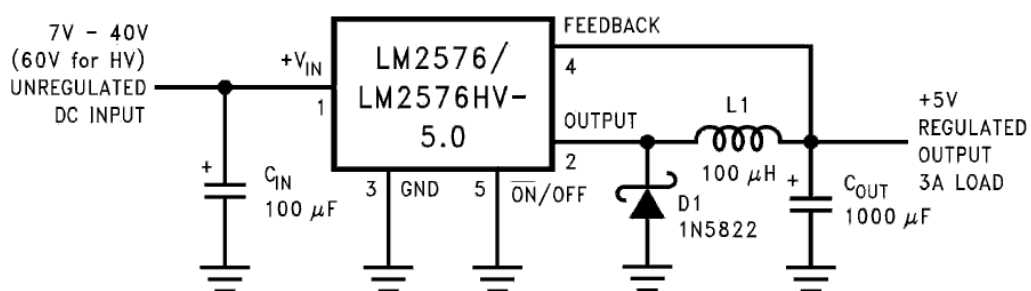 7V - 40V
(60V for HV)
UNREGULATED
DC INPUT
+V_IN
1
C_IN
100 μF
+
LM2576/
LM2576HV-
5.0
3
GND
5
ON/OFF
FEEDBACK
4
OUTPUT
2
D1
1N5822
L1
100 μH
+
C_OUT
1000 μF
+5V
REGULATED
OUTPUT
3A LOAD